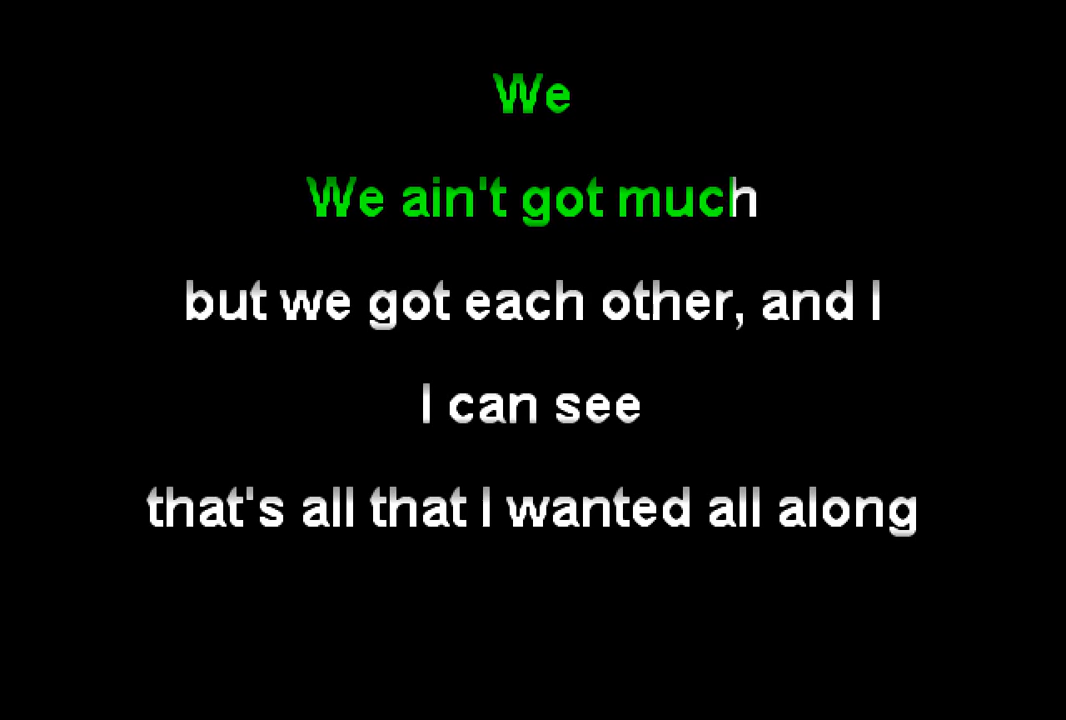 We
We ain't got much
but we got each other, and I
I can see
that's all that I wanted all along